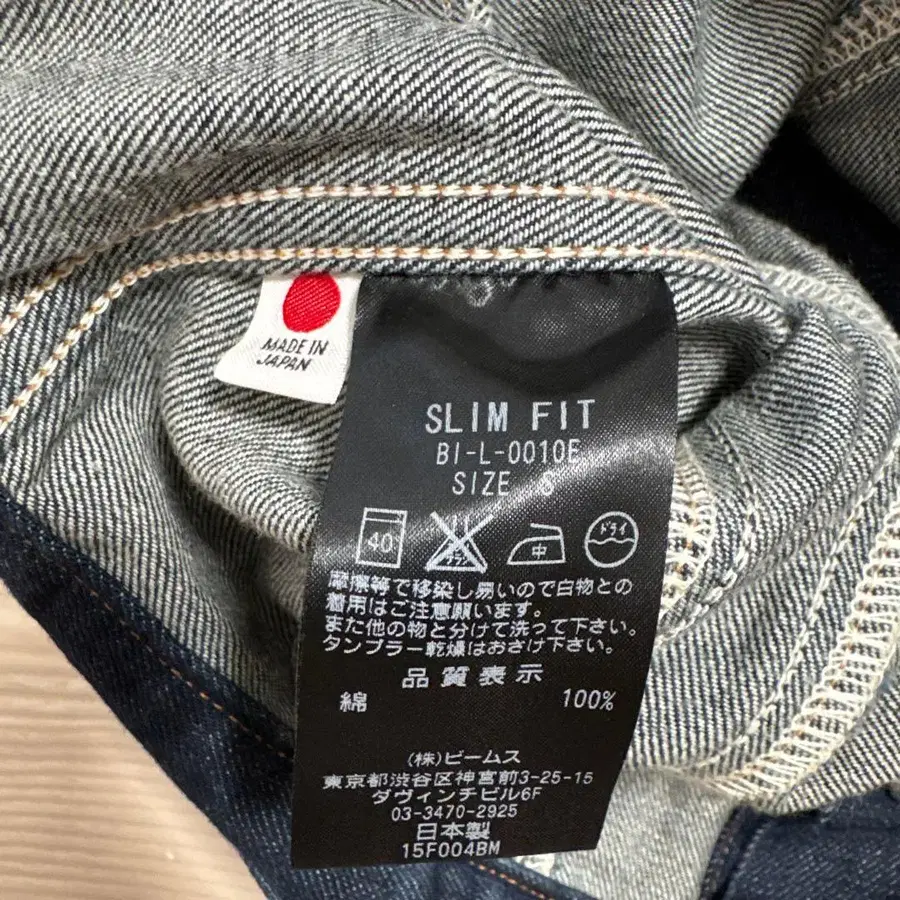 MADE IN
JAPAN
SLIM FIT
BI-L-0010E
SIZE S
40
中
ドライ
摩擦等で移染し易いので白物との
着用はご注意願います。
また他の物と分けて洗って下さい。
タンブラー乾燥はおさけ下さい。
品質表示
綿 100%
(株)ビームス
東京都渋谷区神宮前3-25-15
ダヴィンチビル6F
03-3470-2925
日本製
15F004BM